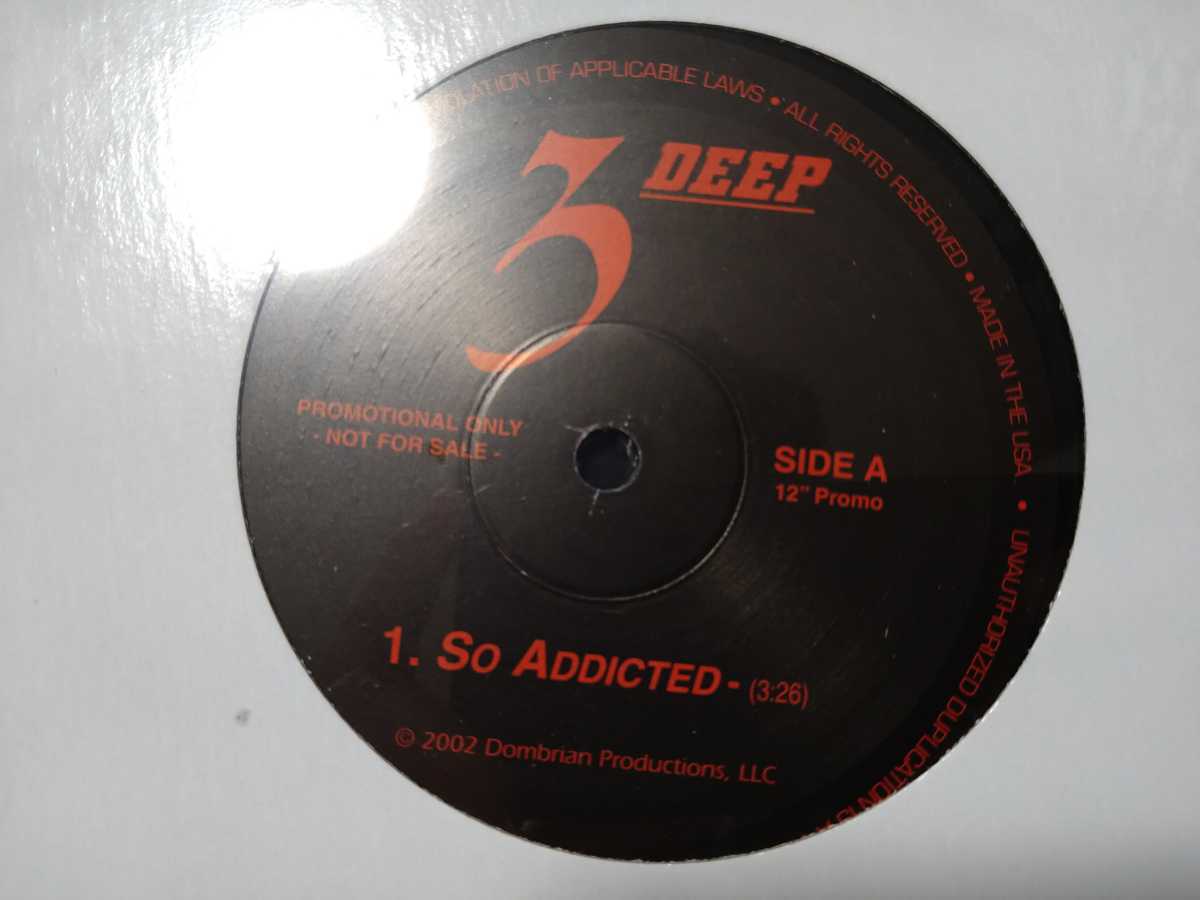 3 DEEP
PROMOTIONAL ONLY
- NOT FOR SALE -
SIDE A
12" Promo
1. SO ADDICTED - (3:26)
© 2002 Dombrian Productions, LLC
OF APPLICABLE LAWS • ALL RIGHTS RESERVED • MADE IN THE USA • UNAUTHORIZED DUPLICATION IS A